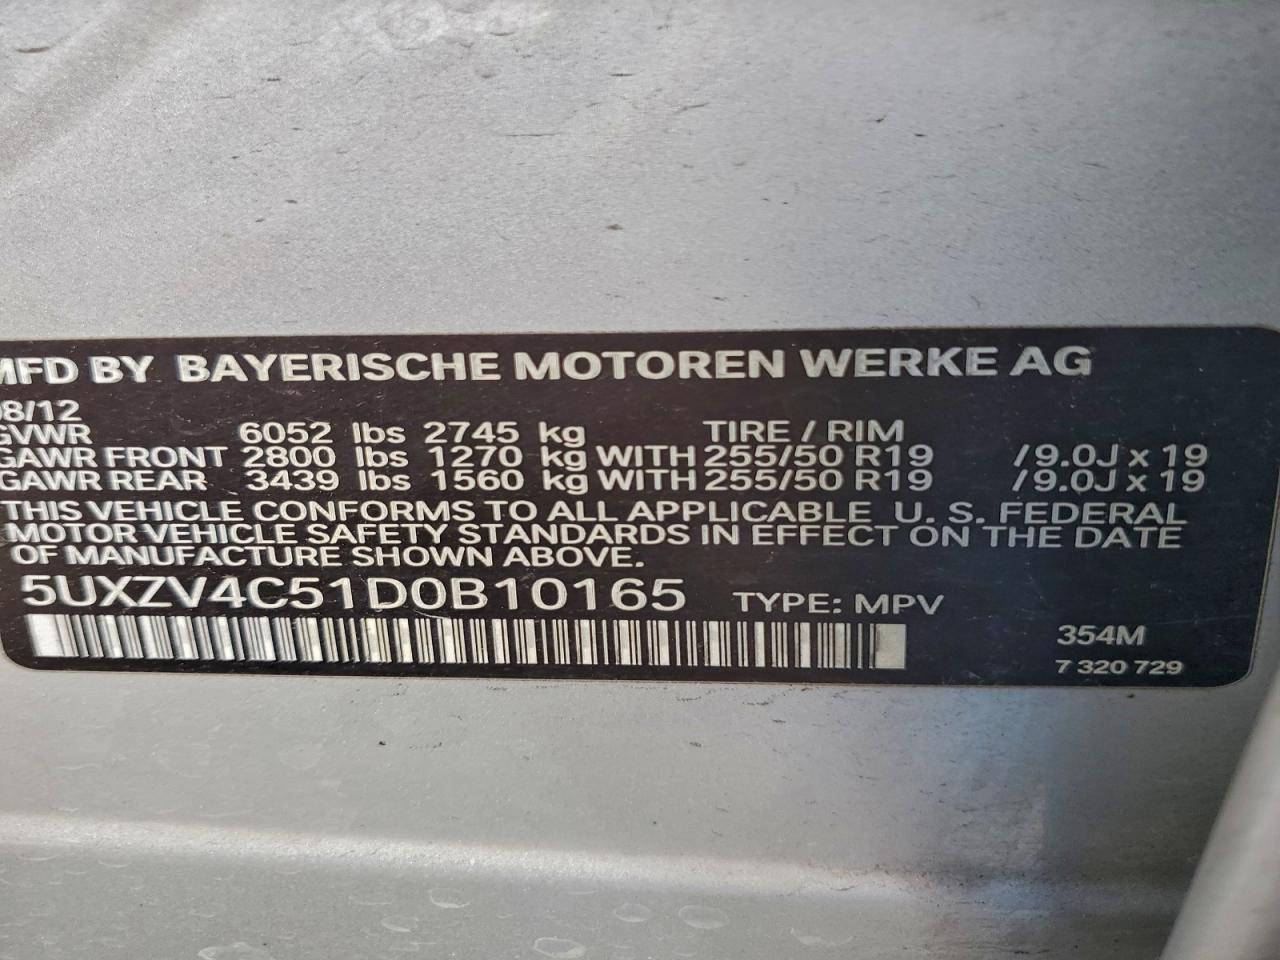 MFD BY BAYERISCHE MOTOREN WERKE AG
08/12
GVWR 6052 lbs 2745 kg TIRE / RIM
GAWR FRONT 2800 lbs 1270 kg WITH 255/50 R19 /9.0J x 19
GAWR REAR 3439 lbs 1560 kg WITH 255/50 R19 /9.0J x 19
THIS VEHICLE CONFORMS TO ALL APPLICABLE U. S. FEDERAL
MOTOR VEHICLE SAFETY STANDARDS IN EFFECT ON THE DATE
OF MANUFACTURE SHOWN ABOVE.
5UXZV4C51D0B10165 TYPE: MPV
354M
7 320 729